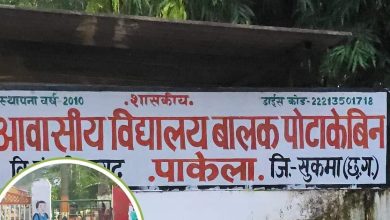 स्थापना वर्ष 2010 .शासकीय. डाईस कोड-22213501718
आवासीय विद्यालय बालक पोटाकेबिन
.पाकेला. जि.-सुकमा (छ.ग.)